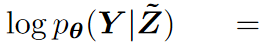 log p_θ(Y|Z̃) =